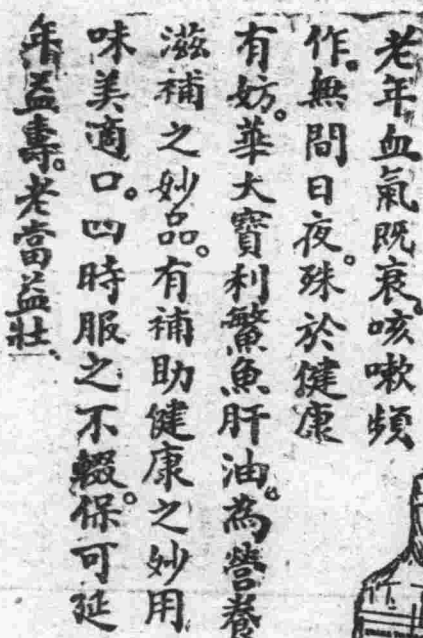 老年血氣既衰。咳嗽頻
作。無間日夜。殊於健康
有妨。華大寶利鰵魚肝油。為營養
滋補之妙品。有補助健康之妙用
味美適口。四時服之不輟。保可延
年益壽。老當益壯、